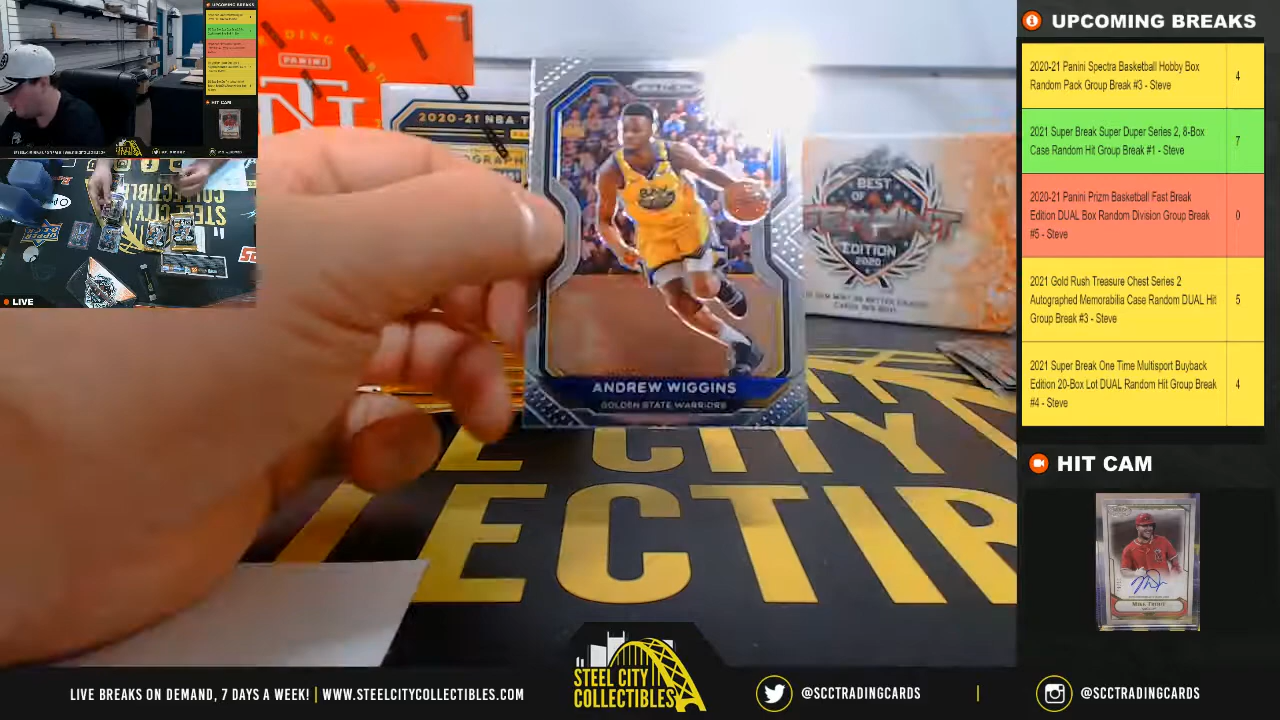 UPCOMING BREAKS
2020-21 Panini Spectra Basketball Hobby Box
Random Pack Group Break #3 - Steve
4
2021 Super Break Super Duper Series 2, 8-Box
Case Random Hit Group Break #1 - Steve
7
2020-21 Panini Prizm Basketball Fast Break
Edition DUAL Box Random Division Group Break
#5 - Steve
0
2021 Gold Rush Treasure Chest Series 2
Autographed Memorabilia Case Random DUAL Hit
Group Break #3 - Steve
5
2021 Super Break One Time Multisport Buyback
Edition 20-Box Lot DUAL Random Hit Group Break
#4 - Steve
4
HIT CAM
MIKE TROUT
PANINI
2020-21 NBA T
BEST
OF
EDITION
2020
ANDREW WIGGINS
GOLDEN STATE WARRIORS
LIVE
L CITY
LECTIB
LIVE BREAKS ON DEMAND, 7 DAYS A WEEK! | WWW.STEELCITYCOLLECTIBLES.COM
STEEL CITY
COLLECTIBLES
@SCCTRADINGCARDS
@SCCTRADINGCARDS